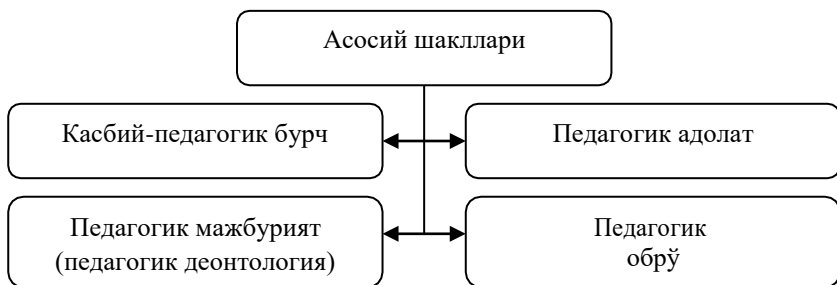 Асосий шакллари
Касбий-педагогик бурч
Педагогик адолат
Педагогик мажбурият
(педагогик деонтология)
Педагогик
обрў